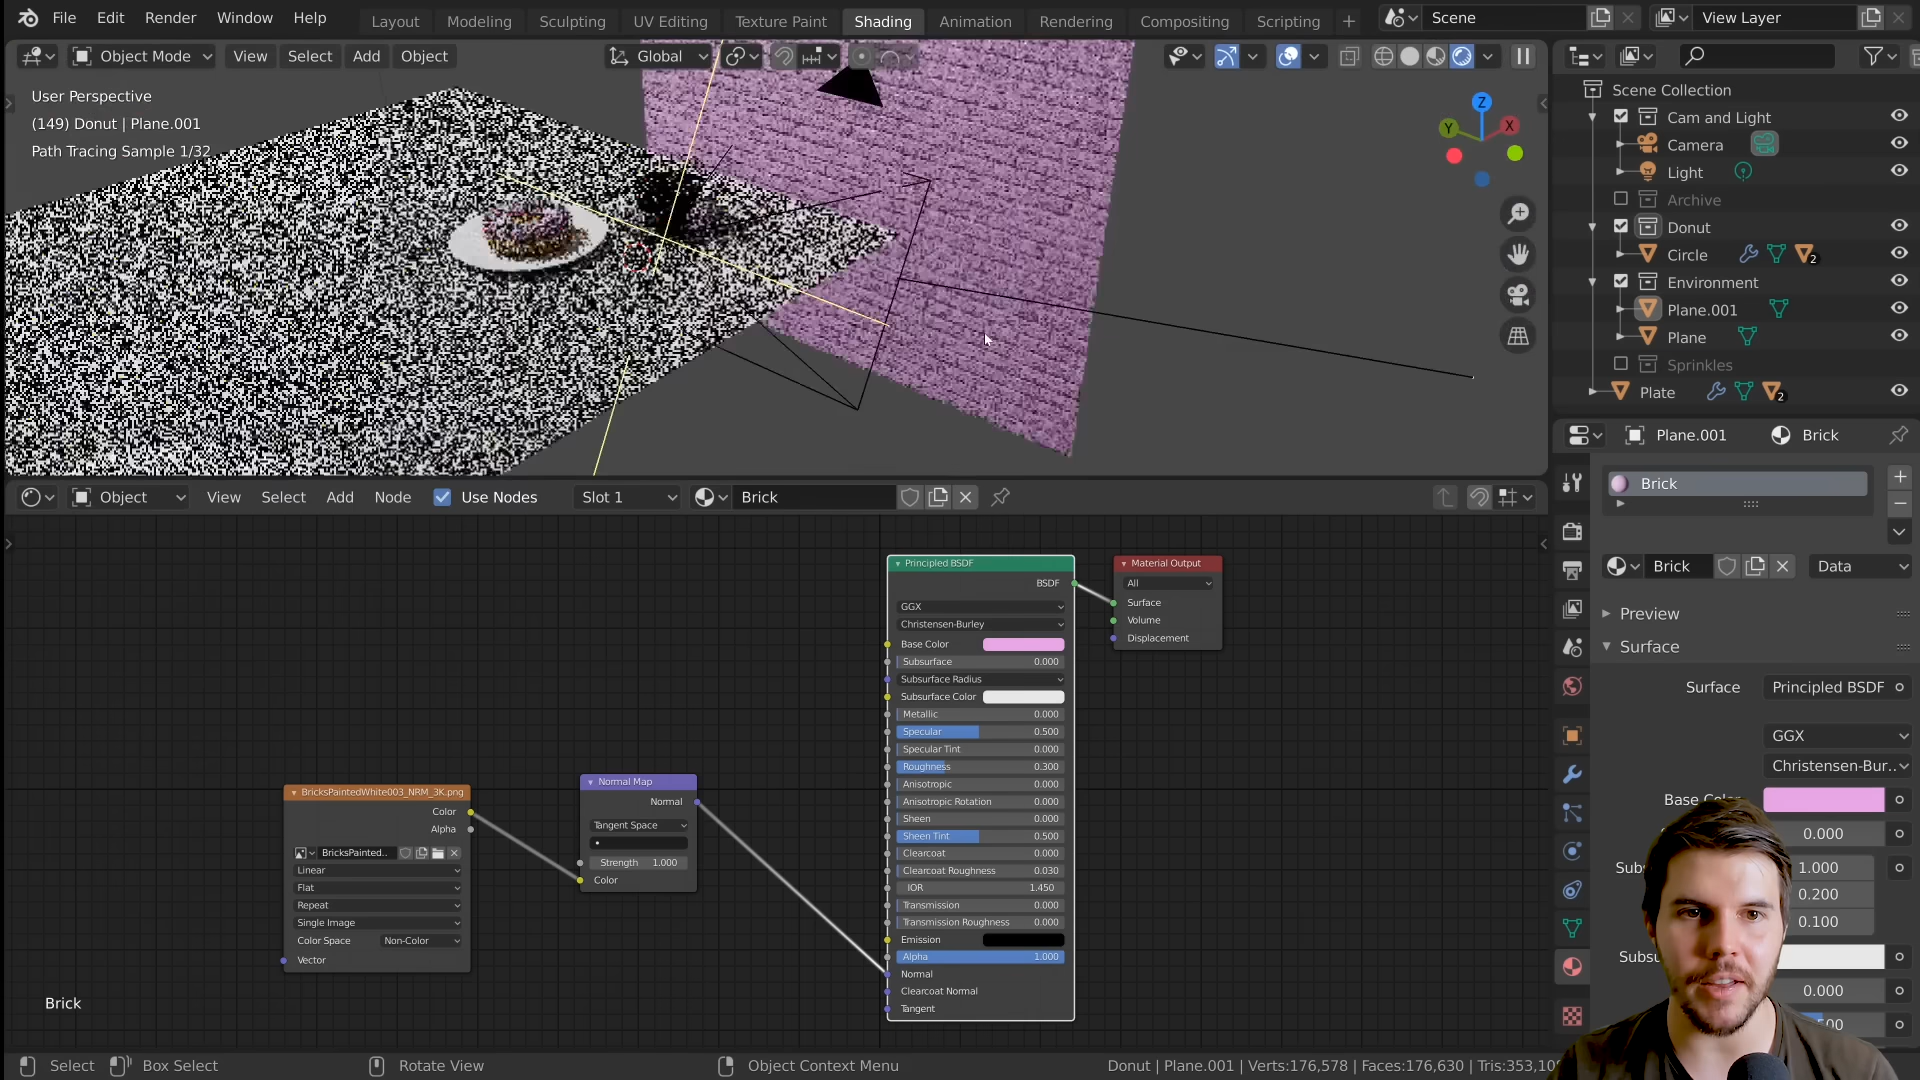 File Edit Render Window Help Layout Modeling Sculpting UV Editing Texture Paint Shading Animation Rendering Compositing Scripting + Scene View Layer
Object Mode View Select Add Object Global
User Perspective
(149) Donut | Plane.001
Path Tracing Sample 1/32
Z
Y
X
Scene Collection
Cam and Light
Camera
Light
Archive
Donut
Circle 2
Environment
Plane.001
Plane
Sprinkles
Plate 2
Plane.001 Brick
Brick
Brick Data
Preview
Surface
Surface Principled BSDF
GGX
Christensen-Bur..
Base Color
0.000
1.000
0.200
0.100
0.000
Object View Select Add Node Use Nodes Slot 1 Brick
Principled BSDF
BSDF
GGX
Christensen-Burley
Base Color
Subsurface 0.000
Subsurface Radius
Subsurface Color
Metallic 0.000
Specular 0.500
Specular Tint 0.000
Roughness 0.300
Anisotropic 0.000
Anisotropic Rotation 0.000
Sheen 0.000
Sheen Tint 0.500
Clearcoat 0.000
Clearcoat Roughness 0.030
IOR 1.450
Transmission 0.000
Transmission Roughness 0.000
Emission
Alpha 1.000
Normal
Clearcoat Normal
Tangent
Material Output
All
Surface
Volume
Displacement
Normal Map
Normal
Tangent Space
Strength 1.000
Color
BricksPaintedWhite003_NRM_3K.png
Color
Alpha
BricksPainted..
Linear
Flat
Repeat
Single Image
Color Space Non-Color
Vector
Brick
Select Box Select Rotate View Object Context Menu Donut | Plane.001 | Verts:176,578 | Faces:176,630 | Tris:353,10